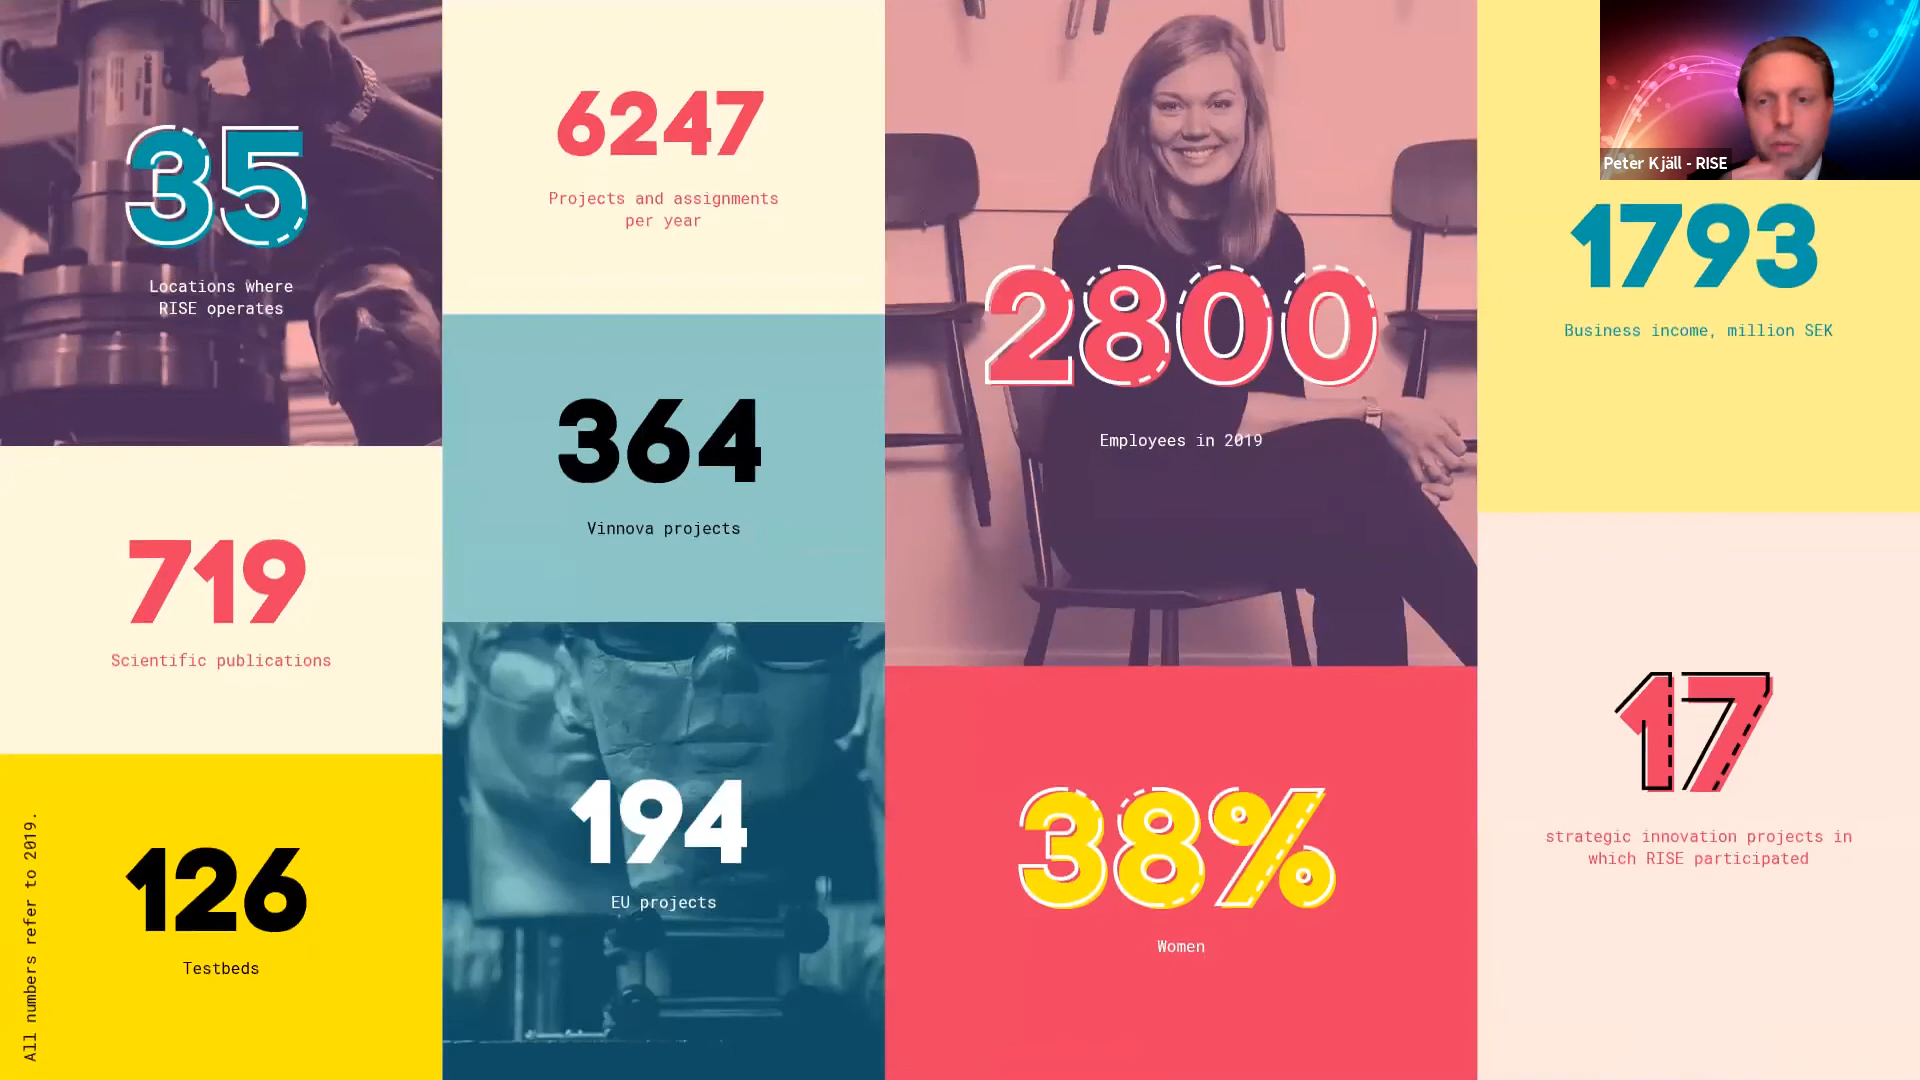 35
Locations where
RISE operates
719
Scientific publications
126
Testbeds
All numbers refer to 2019.
6247
Projects and assignments
per year
364
Vinnova projects
194
EU projects
2800
Employees in 2019
38%
Women
Peter Kjäll - RISE
1793
Business income, million SEK
17
strategic innovation projects in
which RISE participated